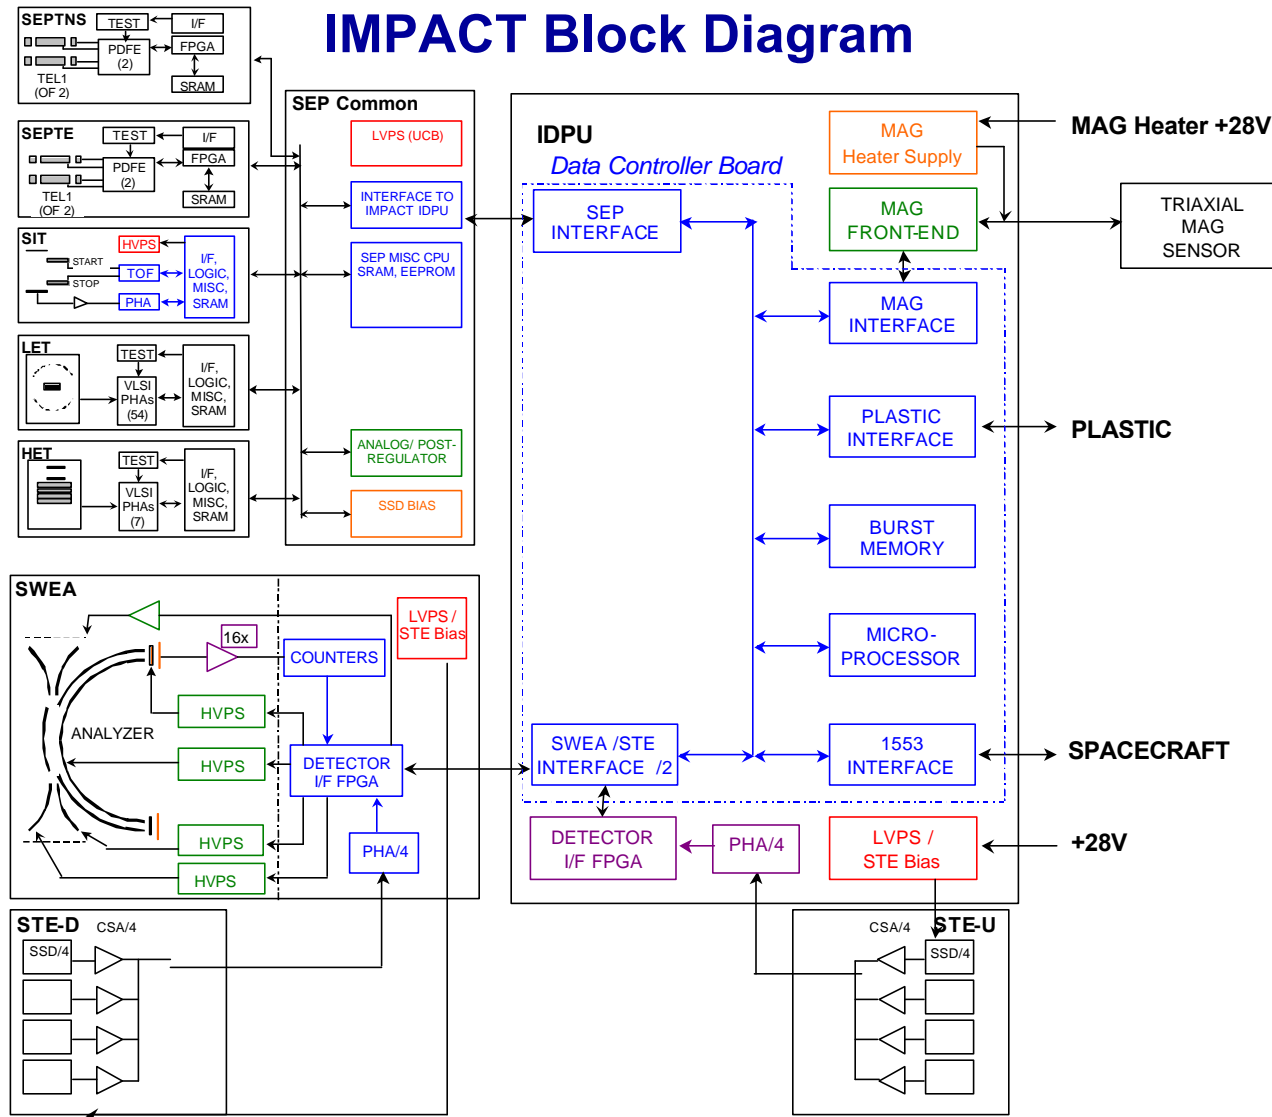 IMPACT Block Diagram
SEPTNS
TEST
I/F
PDFE
(2)
FPGA
SRAM
TEL1
(OF 2)
SEPTE
TEST
I/F
PDFE
(2)
FPGA
SRAM
TEL1
(OF 2)
SIT
HVPS
START
TOF
STOP
PHA
I/F,
LOGIC,
MISC,
SRAM
LET
TEST
VLSI
PHAs
(54)
I/F,
LOGIC,
MISC,
SRAM
HET
TEST
VLSI
PHAs
(7)
I/F,
LOGIC,
MISC,
SRAM
SEP Common
LVPS (UCB)
INTERFACE TO
IMPACT IDPU
SEP MISC CPU
SRAM, EEPROM
ANALOG/ POST-
REGULATOR
SSD BIAS
IDPU
Data Controller Board
SEP
INTERFACE
MAG
Heater Supply
MAG
FRONT-END
MAG
INTERFACE
PLASTIC
INTERFACE
BURST
MEMORY
MICRO-
PROCESSOR
1553
INTERFACE
SWEA /STE
INTERFACE /2
DETECTOR
I/F FPGA
PHA/4
LVPS /
STE Bias
MAG Heater +28V
TRIAXIAL
MAG
SENSOR
PLASTIC
SPACECRAFT
+28V
SWEA
16x
COUNTERS
LVPS /
STE Bias
ANALYZER
HVPS
HVPS
HVPS
HVPS
DETECTOR
I/F FPGA
PHA/4
STE-D
CSA/4
SSD/4
STE-U
CSA/4
SSD/4